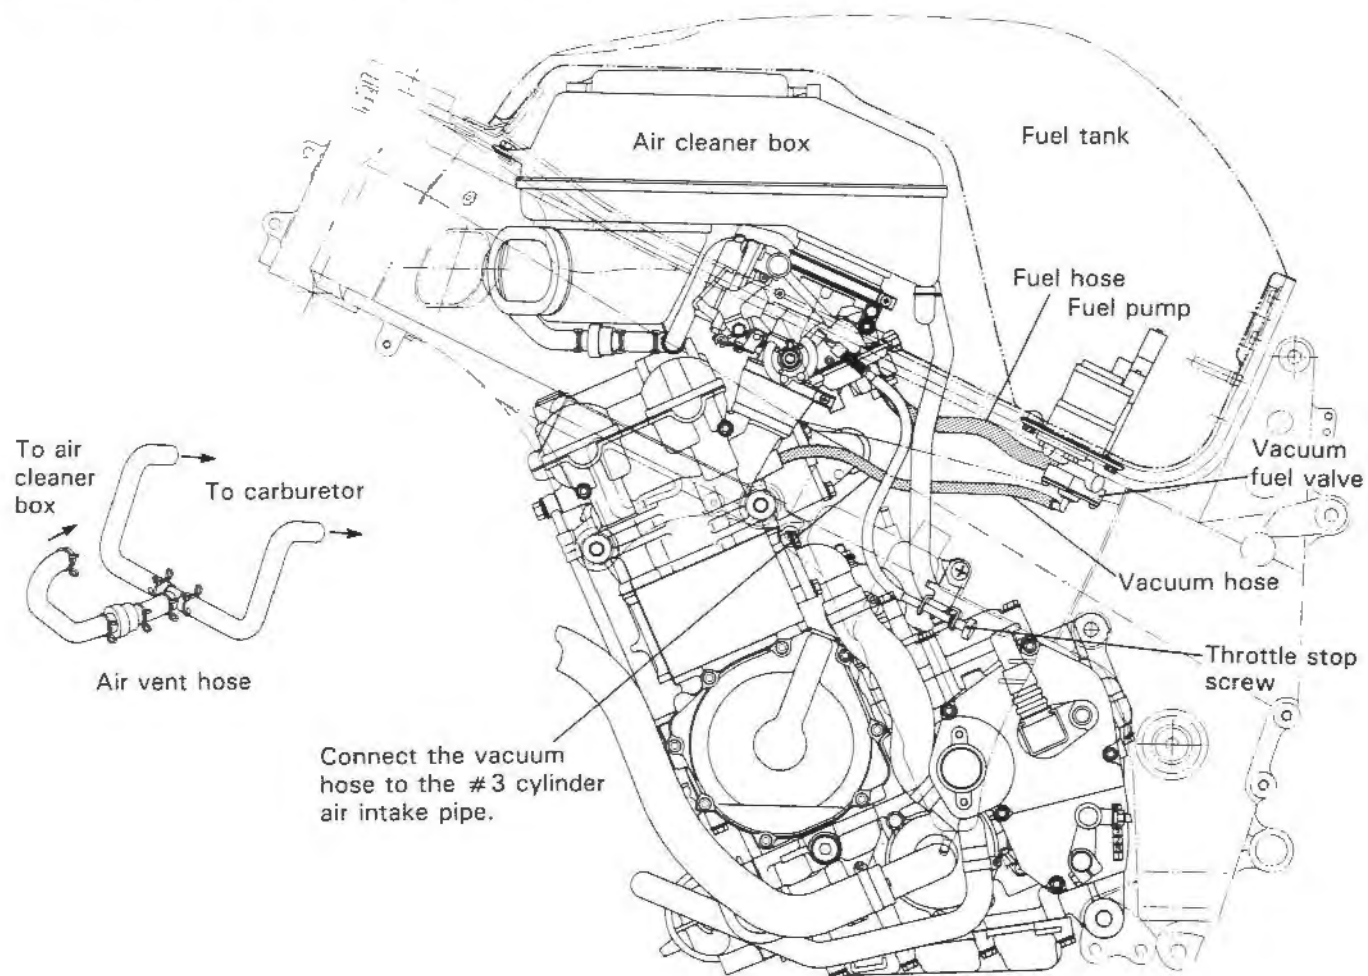 Air cleaner box
Fuel tank
Fuel hose
Fuel pump
Vacuum
fuel valve
Vacuum hose
Throttle stop
screw
To air
cleaner
box
To carburetor
Air vent hose
Connect the vacuum
hose to the #3 cylinder
air intake pipe.